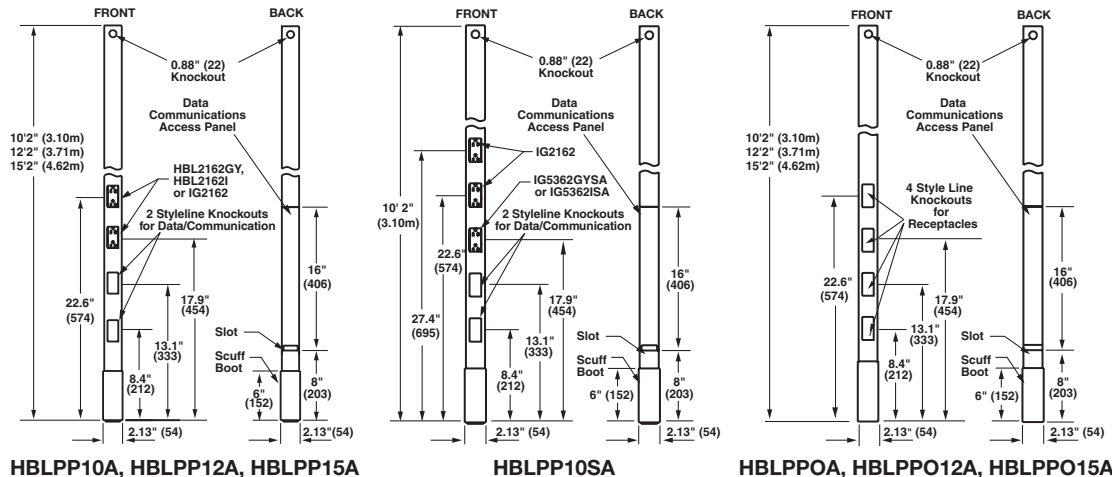 FRONT
BACK
0.88" (22)
Knockout
Data
Communications
Access Panel
10'2" (3.10m)
12'2" (3.71m)
15'2" (4.62m)
HBL2162GY,
HBL2162I
or IG2162
2 Styleline Knockouts
for Data/Communication
22.6"
(574)
17.9"
(454)
16"
(406)
13.1"
(333)
8.4"
(212)
Slot
Scuff
Boot
6"
(152)
8"
(203)
2.13" (54)
2.13" (54)
HBLPP10A, HBLPP12A, HBLPP15A
FRONT
BACK
0.88" (22)
Knockout
Data
Communications
Access Panel
IG2162
IG5362GYSA
or IG5362ISA
2 Styleline Knockouts
for Data/Communication
10' 2"
(3.10m)
22.6"
(574)
27.4"
(695)
17.9"
(454)
16"
(406)
13.1"
(333)
8.4"
(212)
Slot
Scuff
Boot
6" (152)
8"
(203)
2.13" (54)
2.13" (54)
HBLPP10SA
FRONT
BACK
0.88" (22)
Knockout
Data
Communications
Access Panel
10'2" (3.10m)
12'2" (3.71m)
15'2" (4.62m)
4 Style Line
Knockouts
for
Receptacles
22.6"
(574)
17.9"
(454)
16"
(406)
13.1"
(333)
8.4"
(212)
Slot
Scuff
Boot
6" (152)
8"
(203)
2.13" (54)
2.13" (54)
HBLPPOA, HBLPPO12A, HBLPPO15A